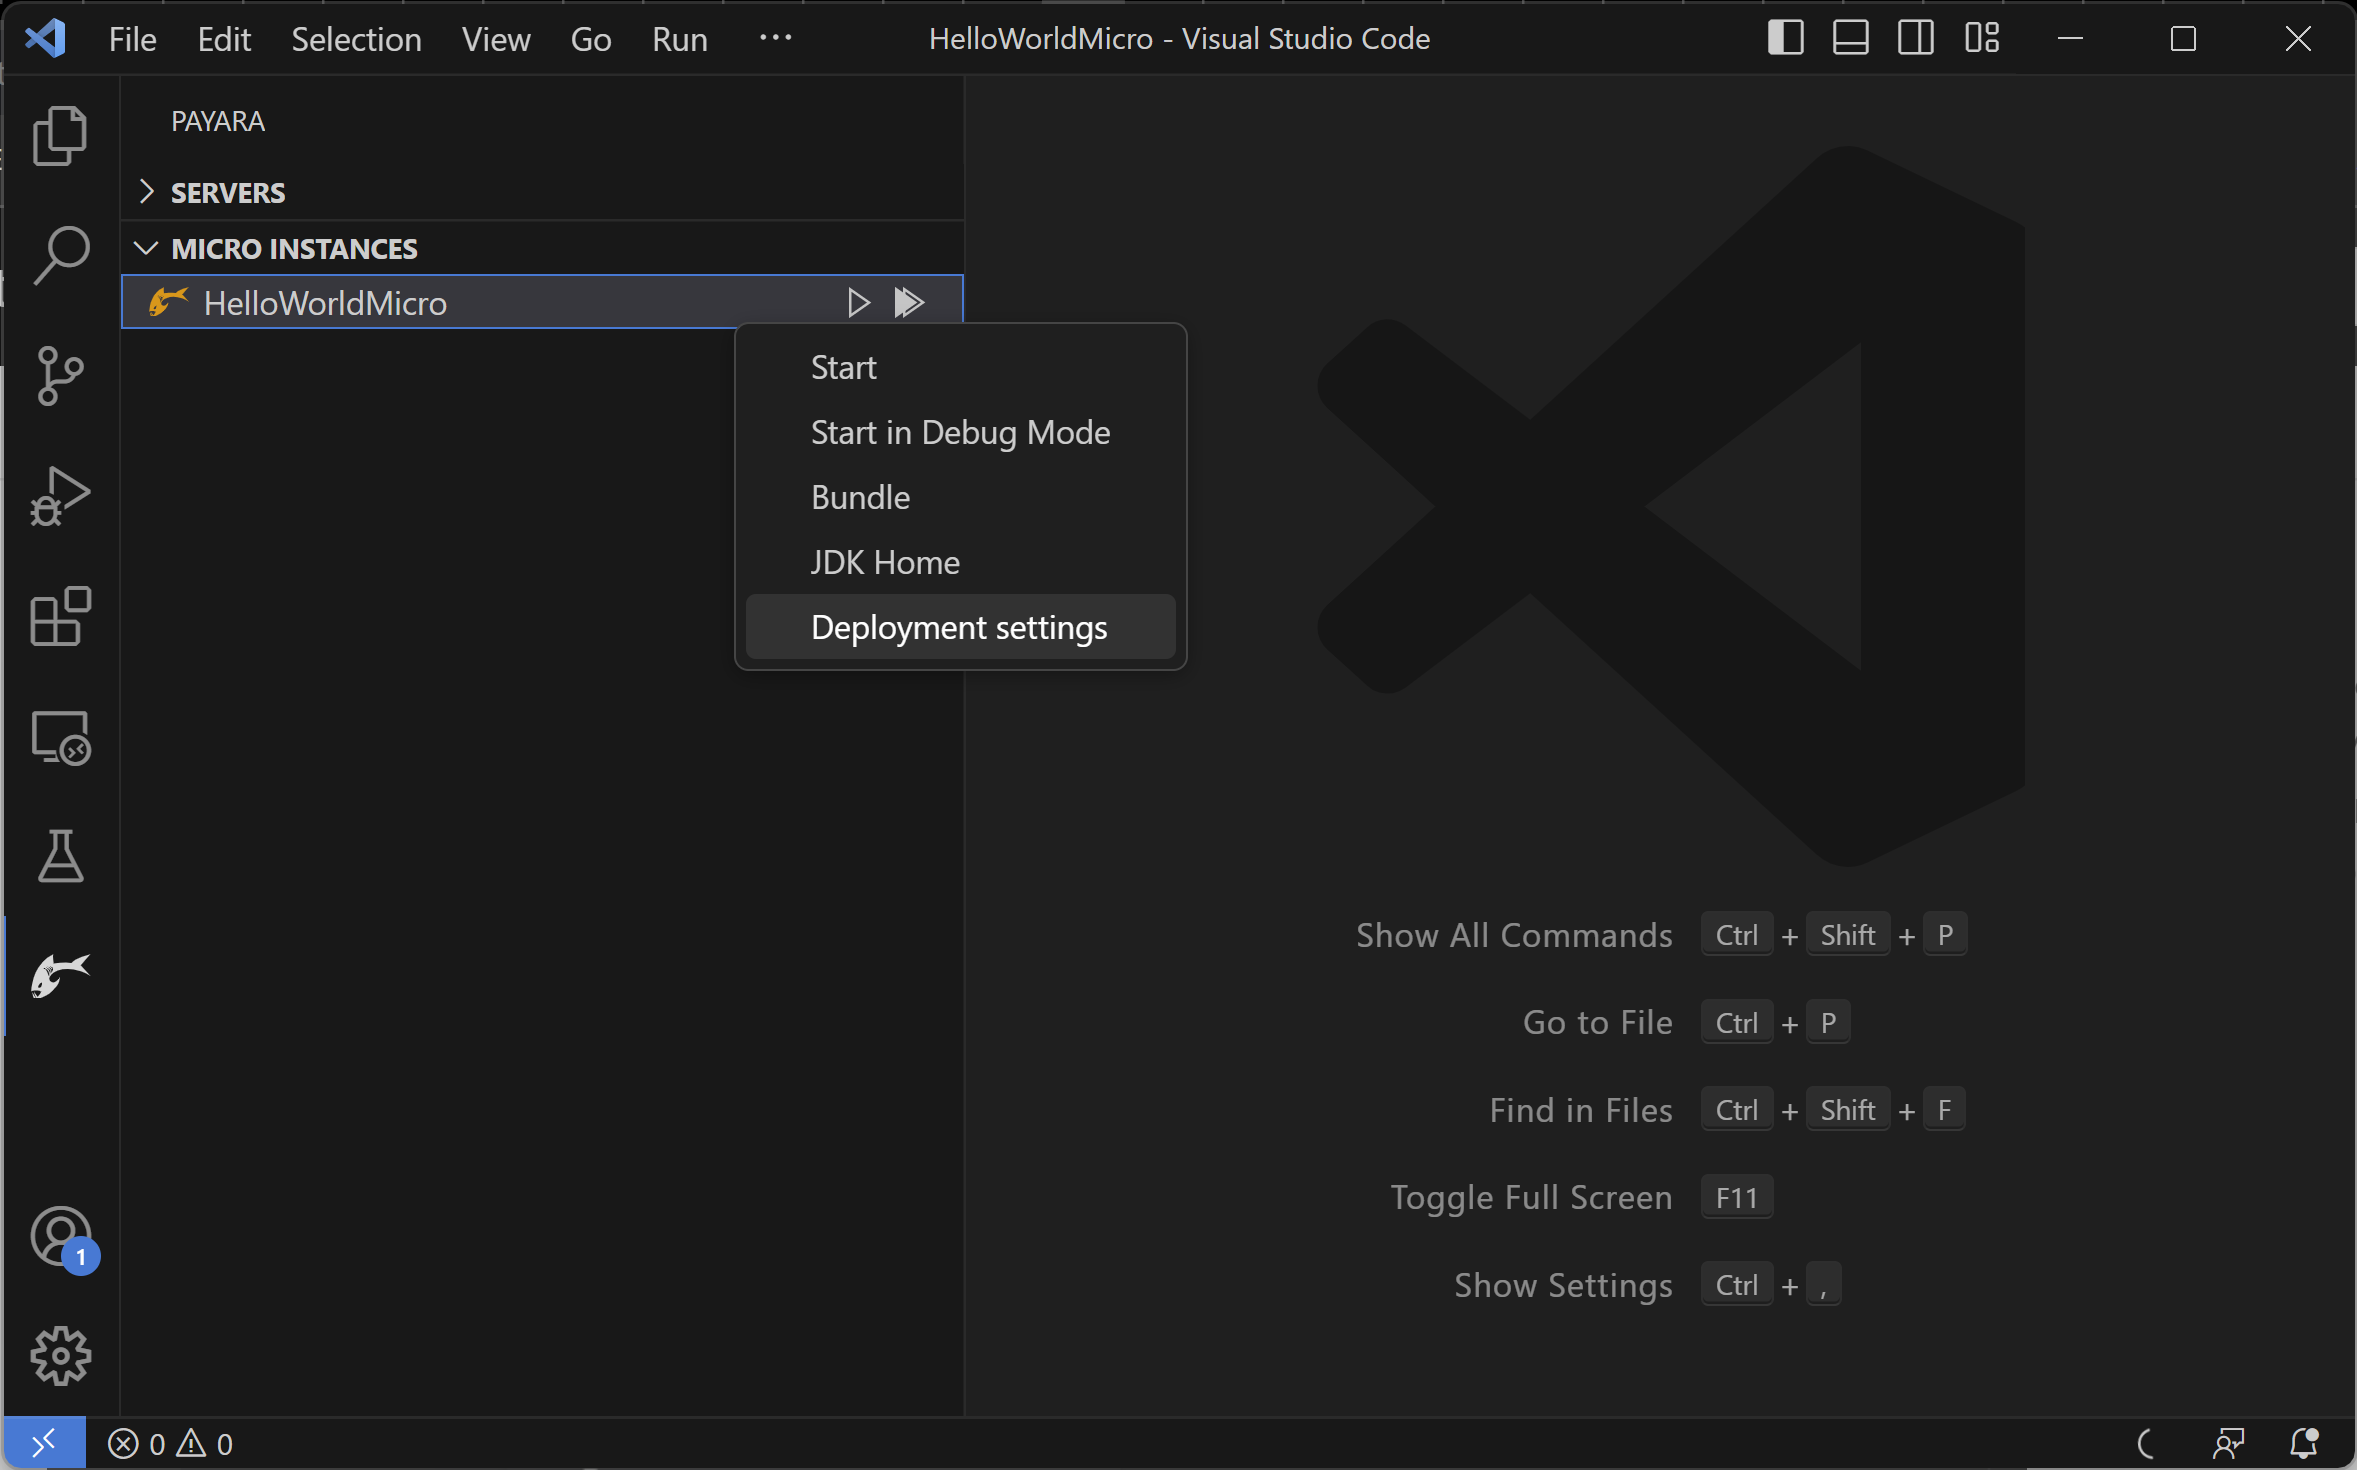 File Edit Selection View Go Run ··· HelloWorldMicro - Visual Studio Code
PAYARA
SERVERS
MICRO INSTANCES
HelloWorldMicro
Start
Start in Debug Mode
Bundle
JDK Home
Deployment settings
Show All Commands Ctrl + Shift + P
Go to File Ctrl + P
Find in Files Ctrl + Shift + F
Toggle Full Screen F11
Show Settings Ctrl + ,
1
0 0